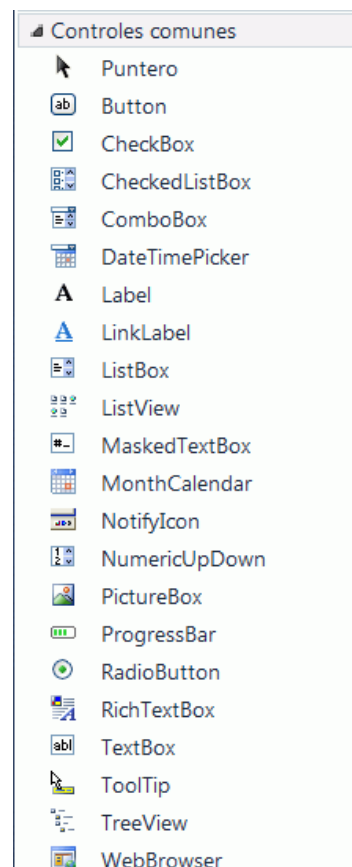 Controles comunes
Puntero
Button
CheckBox
CheckedListBox
ComboBox
DateTimePicker
Label
LinkLabel
ListBox
ListView
MaskedTextBox
MonthCalendar
NotifyIcon
NumericUpDown
PictureBox
ProgressBar
RadioButton
RichTextBox
TextBox
ToolTip
TreeView
WebBrowser